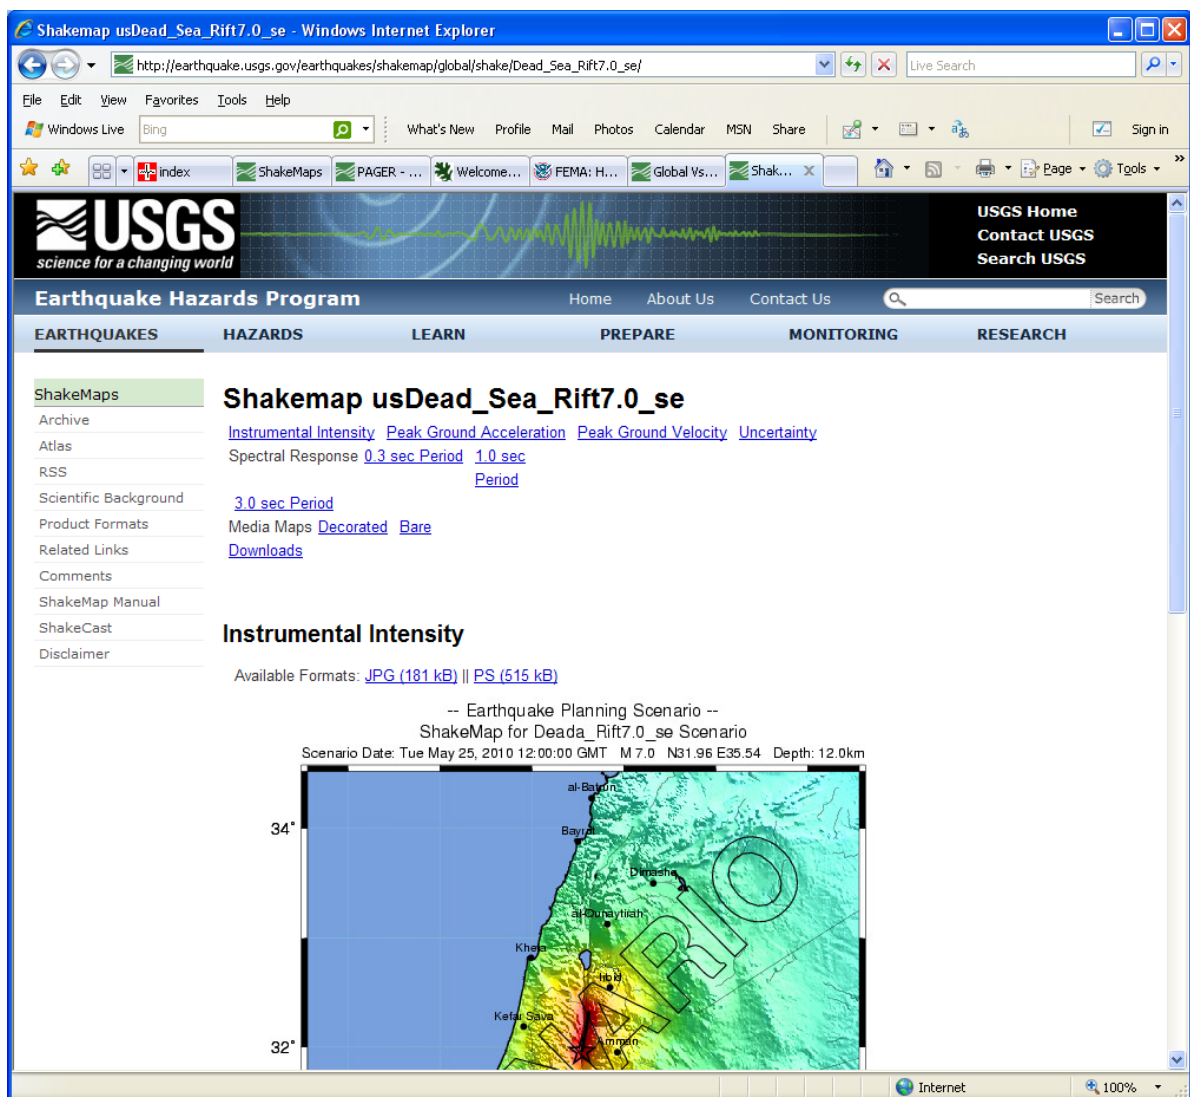 Shakemap usDead_Sea_Rift7.0_se - Windows Internet Explorer
http://earthquake.usgs.gov/earthquakes/shakemap/global/shake/Dead_Sea_Rift7.0_se/ Live Search
File Edit View Favorites Tools Help
Windows Live Bing What's New Profile Mail Photos Calendar MSN Share Sign in
index ShakeMaps PAGER - ... Welcome... FEMA: H... Global Vs... Shak... X Page Tools »
USGS
science for a changing world
USGS Home
Contact USGS
Search USGS
Earthquake Hazards Program Home About Us Contact Us Search
EARTHQUAKES HAZARDS LEARN PREPARE MONITORING RESEARCH
ShakeMaps
Archive
Atlas
RSS
Scientific Background
Product Formats
Related Links
Comments
ShakeMap Manual
ShakeCast
Disclaimer
Shakemap usDead_Sea_Rift7.0_se
Instrumental Intensity Peak Ground Acceleration Peak Ground Velocity Uncertainty
Spectral Response 0.3 sec Period 1.0 sec
Period
3.0 sec Period
Media Maps Decorated Bare
Downloads
Instrumental Intensity
Available Formats: JPG (181 kB) || PS (515 kB)
-- Earthquake Planning Scenario --
ShakeMap for Deada_Rift7.0_se Scenario
Scenario Date: Tue May 25, 2010 12:00:00 GMT M 7.0 N31.96 E35.54 Depth: 12.0km
al-Batrun
34°
Bayrut
Dimashq
al-Qunaytirah
Kheta
33°
Irbid
Kefar Sava
32°
Amman
ARIO
Internet 100%